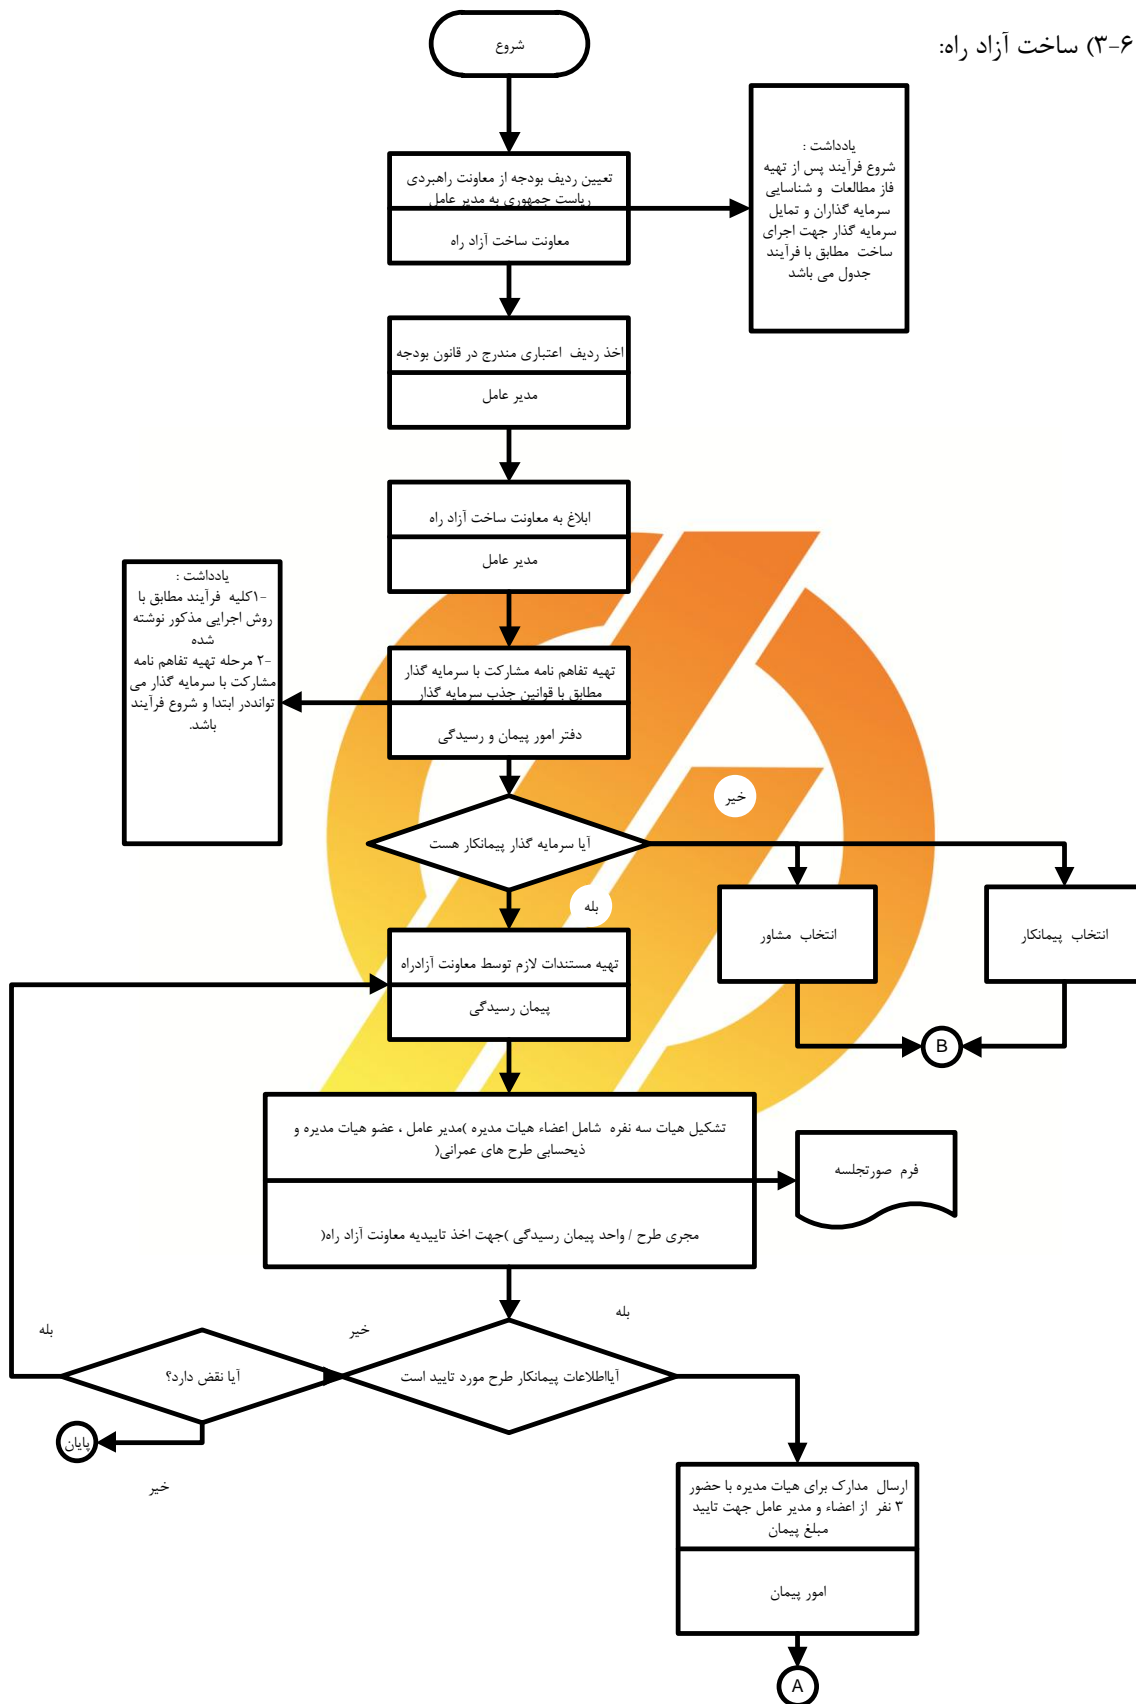 ۳-۶) ساخت آزاد راه:
شروع
یادداشت :
شروع فرآیند پس از تهیه
فاز مطالعات و شناسایی
سرمایه گذاران و تمایل
سرمایه گذار جهت اجرای
ساخت مطابق با فرآیند
جدول می باشد
تعیین ردیف بودجه از معاونت راهبردی
ریاست جمهوری به مدیر عامل
معاونت ساخت آزاد راه
اخذ ردیف اعتباری مندرج در قانون بودجه
مدیر عامل
ابلاغ به معاونت ساخت آزاد راه
مدیر عامل
یادداشت :
-۱کلیه فرآیند مطابق با
روش اجرایی مذکور نوشته
شده
-۲ مرحله تهیه تفاهم نامه
مشارکت با سرمایه گذار می
توانددر ابتدا و شروع فرآیند
باشد.
تهیه تفاهم نامه مشارکت با سرمایه گذار
مطابق با قوانین جذب سرمایه گذار
دفتر امور پیمان و رسیدگی
خیر
آیا سرمایه گذار پیمانکار هست
بله
انتخاب پیمانکار
انتخاب مشاور
تهیه مستندات لازم توسط معاونت آزادراه
پیمان رسیدگی
B
تشکیل هیات سه نفره شامل اعضاء هیات مدیره )مدیر عامل ، عضو هیات مدیره و
ذیحسابی طرح های عمرانی(
مجری طرح / واحد پیمان رسیدگی )جهت اخذ تاییدیه معاونت آزاد راه(
فرم صورتجلسه
بله
خیر
بله
آیااطلاعات پیمانکار طرح مورد تایید است
آیا نقض دارد؟
پایان
خیر
ارسال مدارک برای هیات مدیره با حضور
۳ نفر از اعضاء و مدیر عامل جهت تایید
مبلغ پیمان
امور پیمان
A